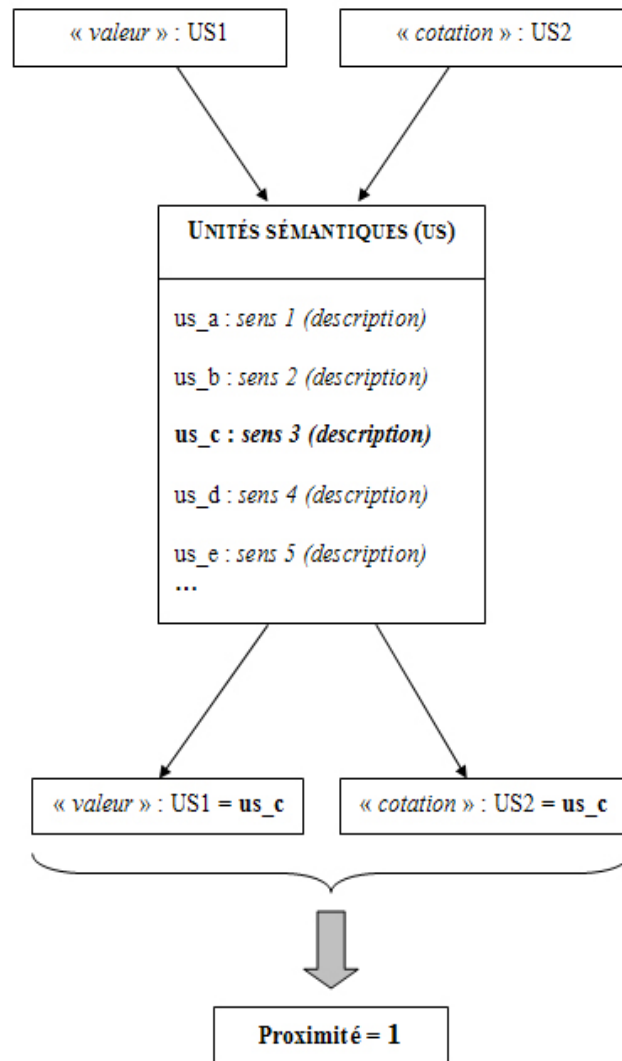 « valeur » : US1
« cotation » : US2
UNITÉS SÉMANTIQUES (US)
us_a : sens 1 (description)
us_b : sens 2 (description)
us_c : sens 3 (description)
us_d : sens 4 (description)
us_e : sens 5 (description)
...
« valeur » : US1 = us_c
« cotation » : US2 = us_c
Proximité = 1